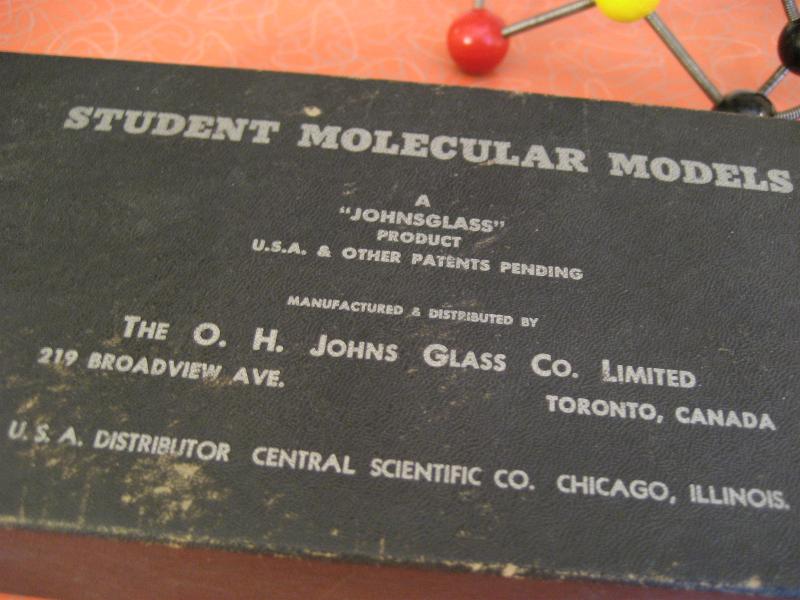 STUDENT MOLECULAR MODELS
A
"JOHNSGLASS"
PRODUCT
U.S.A. & OTHER PATENTS PENDING
MANUFACTURED & DISTRIBUTED BY
THE O. H. JOHNS GLASS CO. LIMITED
219 BROADVIEW AVE.
TORONTO, CANADA
U. S. A. DISTRIBUTOR CENTRAL SCIENTIFIC CO. CHICAGO, ILLINOIS.